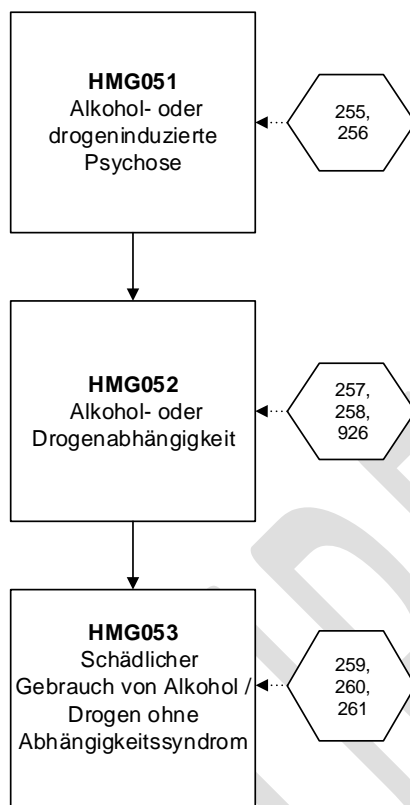 HMG051
Alkohol- oder
drogeninduzierte
Psychose
255,
256
HMG052
Alkohol- oder
Drogenabhängigkeit
257,
258,
926
HMG053
Schädlicher
Gebrauch von Alkohol /
Drogen ohne
Abhängigkeitssyndrom
259,
260,
261